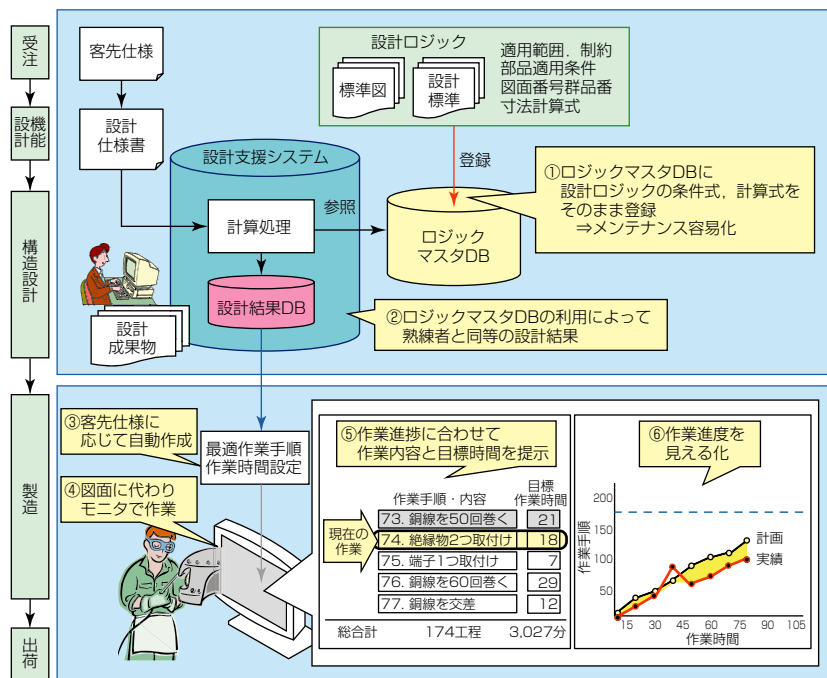 受注
機能
設計
構造設計
製造
出荷
客先仕様
設計
仕様書
設計ロジック
標準図
設計
標準
適用範囲．制約
部品適用条件
図面番号群品番
寸法計算式
登録
設計支援システム
計算処理
参照
設計結果DB
設計
成果物
ロジック
マスタDB
①ロジックマスタDBに
設計ロジックの条件式，計算式を
そのまま登録
⇒メンテナンス容易化
②ロジックマスタDBの利用によって
熟練者と同等の設計結果
③客先仕様に
応じて自動作成
最適作業手順
作業時間設定
④図面に代わり
モニタで作業
⑤作業進捗に合わせて
作業内容と目標時間を提示
作業手順・内容
目標
作業時間
現在の
作業
73. 銅線を50回巻く 21
74. 絶縁物2つ取付け 18
75. 端子1つ取付け 7
76. 銅線を60回巻く 29
77. 銅線を交差 12
総合計 174工程 3,027分
⑥作業進度を
見える化
作業手順
200
150
100
50
計画
実績
15 30 45 60 75 90 105
作業時間